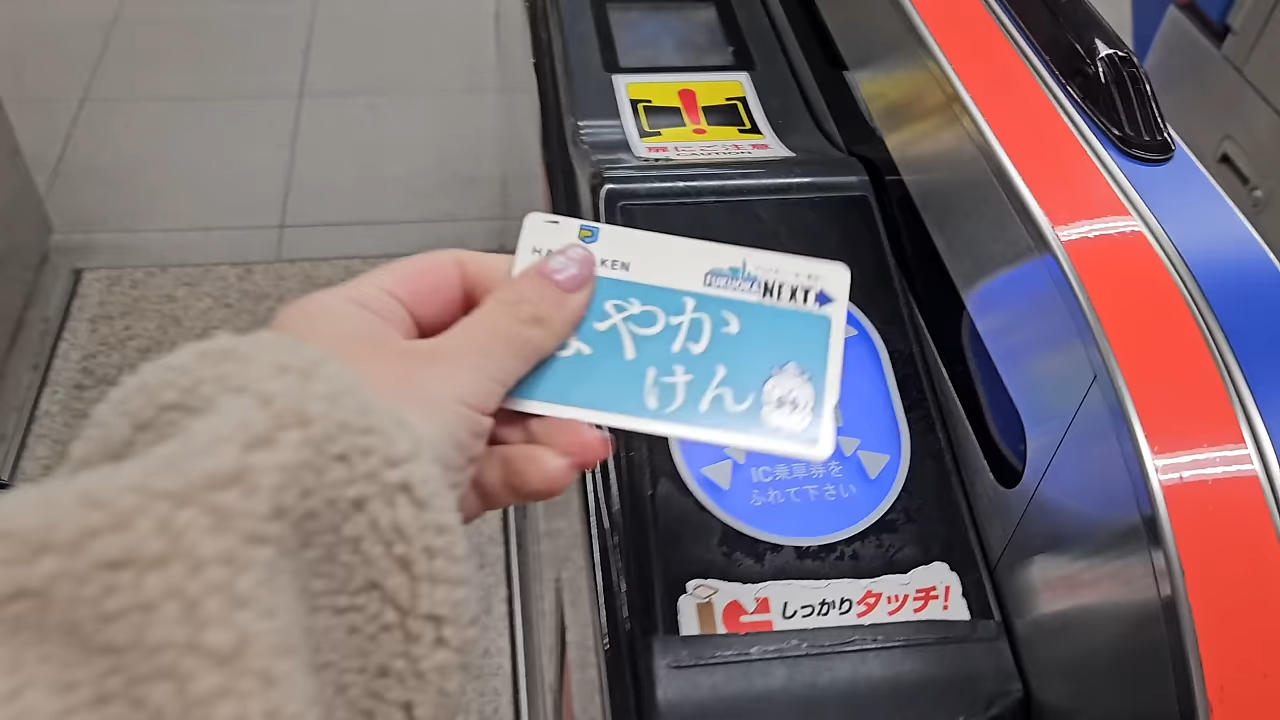 扉にご注意
CAUTION
KEN
FUKUOKA NEXT
やか
けん
IC乗車券を
ふれて下さい
しっかりタッチ!